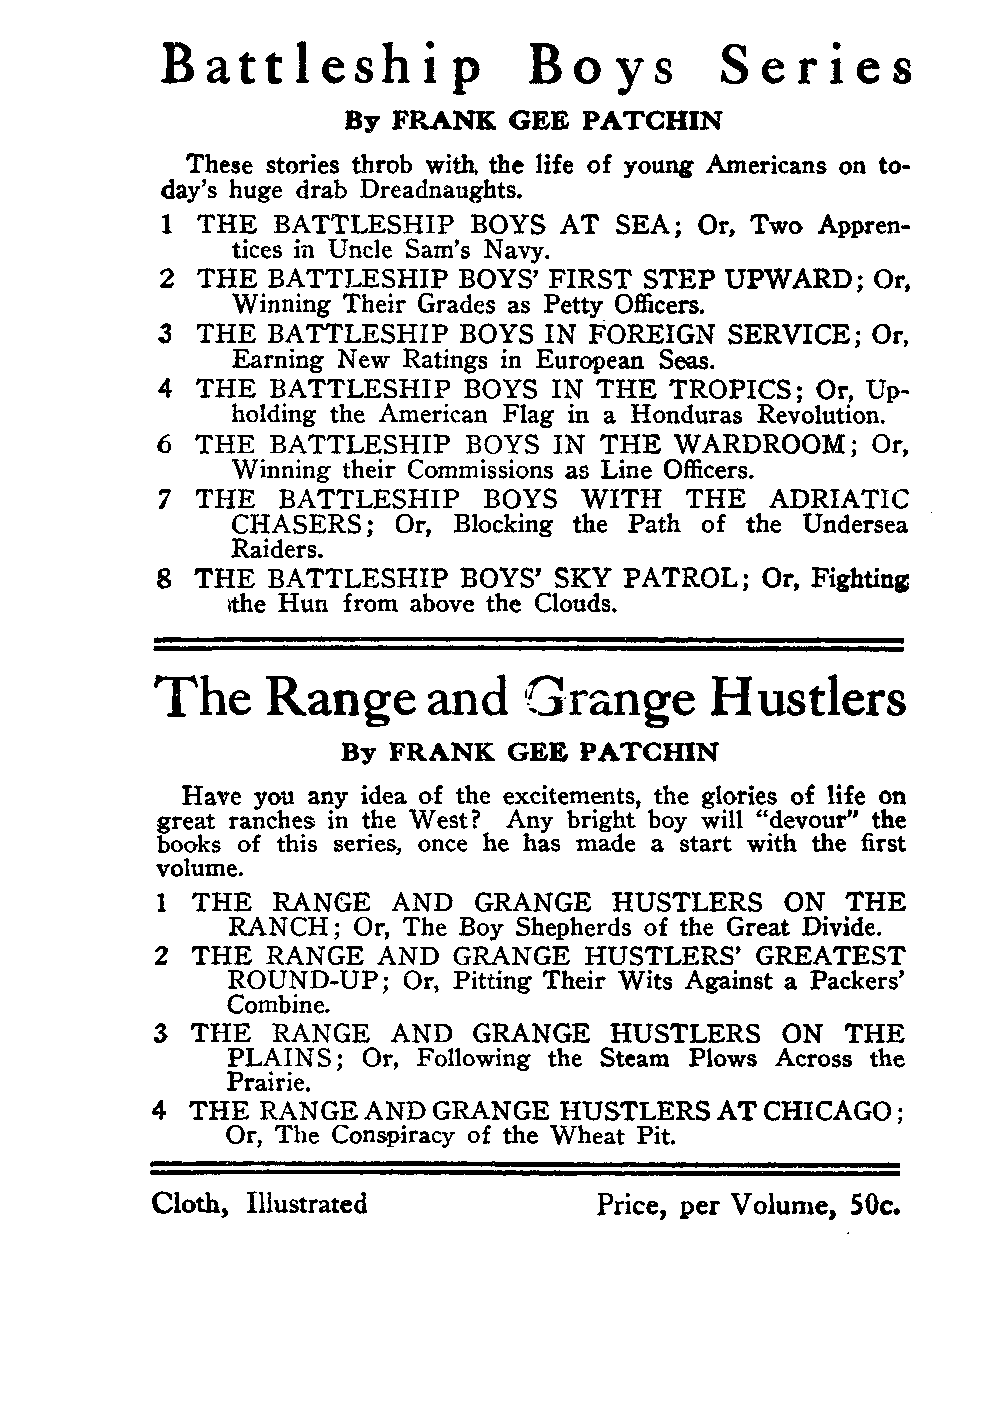 Battleship Boys Series
By FRANK GEE PATCHIN
These stories throb with the life of young Americans on to-
day's huge drab Dreadnaughts.
1 THE BATTLESHIP BOYS AT SEA; Or, Two Appren-
tices in Uncle Sam's Navy.
2 THE BATTLESHIP BOYS' FIRST STEP UPWARD; Or,
Winning Their Grades as Petty Officers.
3 THE BATTLESHIP BOYS IN FOREIGN SERVICE; Or,
Earning New Ratings in European Seas.
4 THE BATTLESHIP BOYS IN THE TROPICS; Or, Up-
holding the American Flag in a Honduras Revolution.
6 THE BATTLESHIP BOYS IN THE WARDROOM; Or,
Winning their Commissions as Line Officers.
7 THE BATTLESHIP BOYS WITH THE ADRIATIC
CHASERS; Or, Blocking the Path of the Undersea
Raiders.
8 THE BATTLESHIP BOYS' SKY PATROL; Or, Fighting
the Hun from above the Clouds.
The Range and Grange Hustlers
By FRANK GEE PATCHIN
Have you any idea of the excitements, the glories of life on
great ranches in the West? Any bright boy will "devour" the
books of this series, once he has made a start with the first
volume.
1 THE RANGE AND GRANGE HUSTLERS ON THE
RANCH; Or, The Boy Shepherds of the Great Divide.
2 THE RANGE AND GRANGE HUSTLERS' GREATEST
ROUND-UP; Or, Pitting Their Wits Against a Packers'
Combine.
3 THE RANGE AND GRANGE HUSTLERS ON THE
PLAINS; Or, Following the Steam Plows Across the
Prairie.
4 THE RANGE AND GRANGE HUSTLERS AT CHICAGO;
Or, The Conspiracy of the Wheat Pit.
Cloth, Illustrated Price, per Volume, 50c.